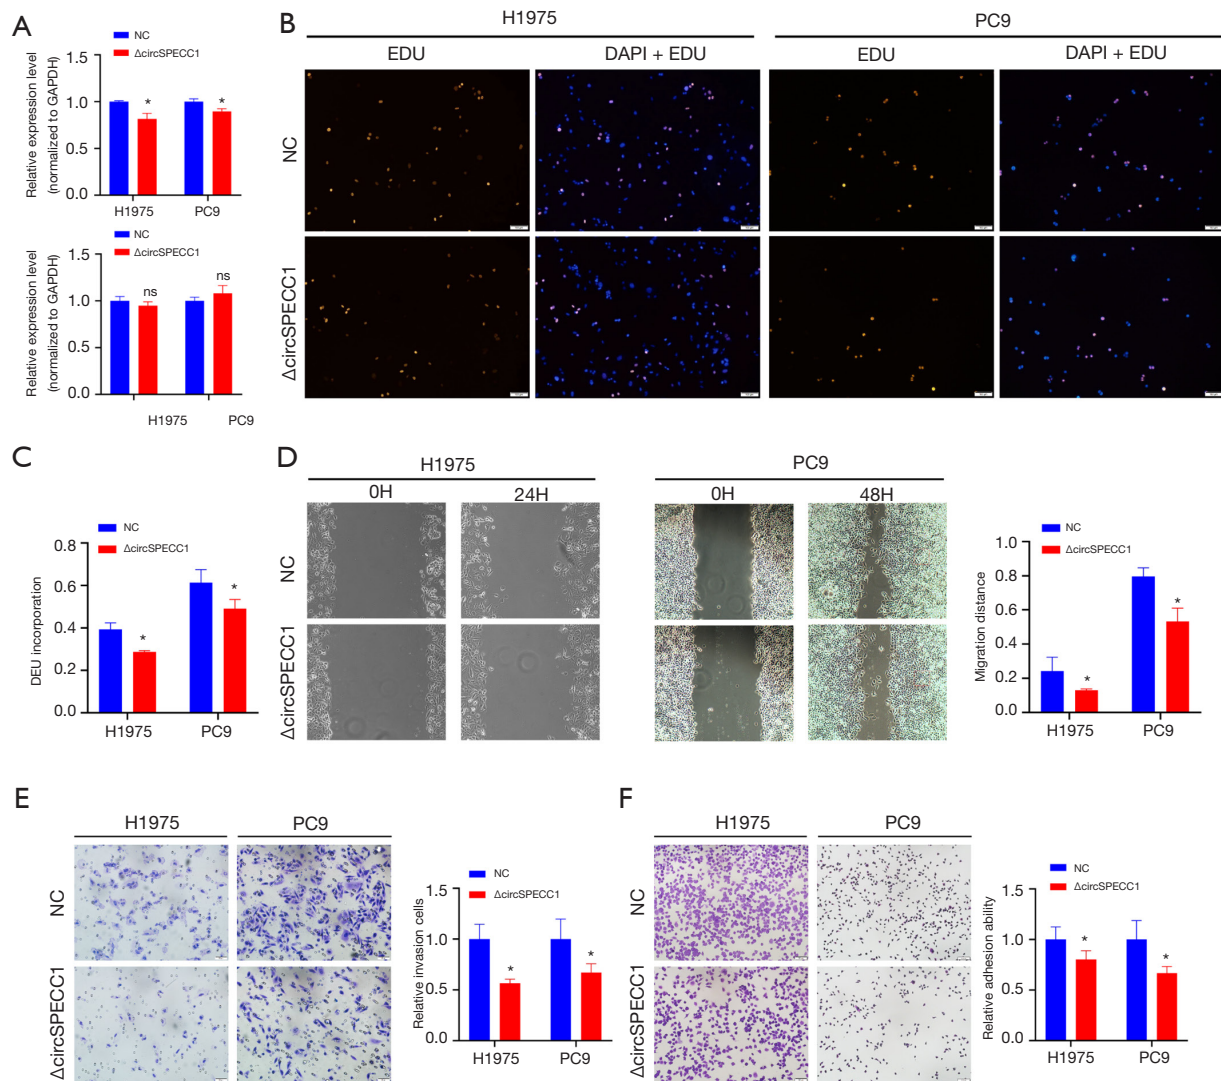 A
NC
ΔcircSPECC1
Relative expression level
(normalized to GAPDH)
1.5
1.0
0.5
0.0
*
*
H1975
PC9
NC
ΔcircSPECC1
Relative expression level
(normalized to GAPDH)
1.5
1.0
0.5
0.0
ns
ns
H1975
PC9
B
H1975
PC9
EDU
DAPI + EDU
EDU
DAPI + EDU
NC
ΔcircSPECC1
C
NC
ΔcircSPECC1
DEU incorporation
0.8
0.6
0.4
0.2
0.0
*
*
H1975
PC9
D
H1975
PC9
0H
24H
0H
48H
NC
ΔcircSPECC1
NC
ΔcircSPECC1
Migration distance
1.0
0.8
0.6
0.4
0.2
0.0
*
*
H1975
PC9
E
H1975
PC9
NC
ΔcircSPECC1
NC
ΔcircSPECC1
Relative invasion cells
1.5
1.0
0.5
0.0
*
*
H1975
PC9
F
H1975
PC9
NC
ΔcircSPECC1
NC
ΔcircSPECC1
Relative adhesion ability
1.5
1.0
0.5
0.0
*
*
H1975
PC9